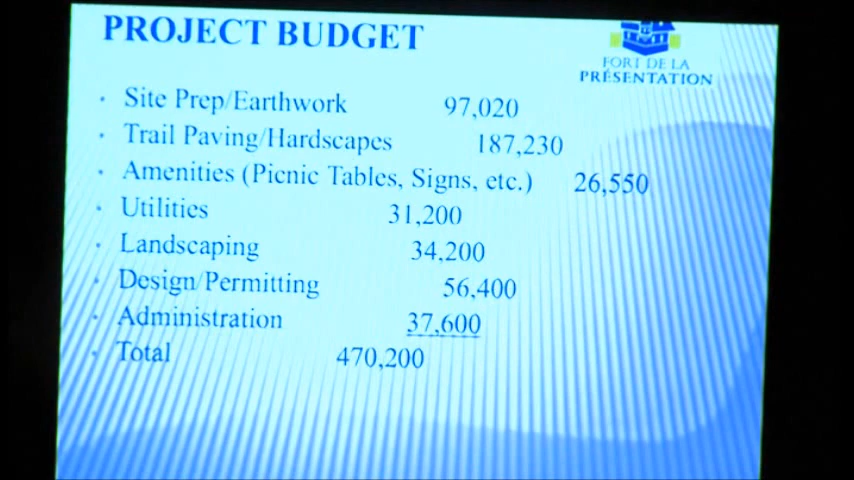 PROJECT BUDGET
FORT DE LA
PRÉSENTATION
• Site Prep/Earthwork 97,020
• Trail Paving/Hardscapes 187,230
• Amenities (Picnic Tables, Signs, etc.) 26,550
• Utilities 31,200
• Landscaping 34,200
• Design/Permitting 56,400
• Administration 37,600
• Total 470,200